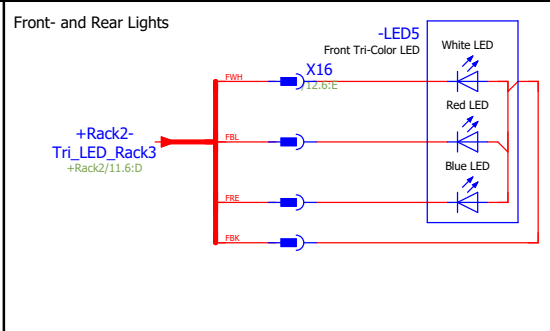 Front- and Rear Lights
-LED5
Front Tri-Color LED
White LED
FWH
X16
/12.6:E
Red LED
+Rack2-
Tri_LED_Rack3
+Rack2/11.6:D
FBL
Blue LED
FRE
FBK